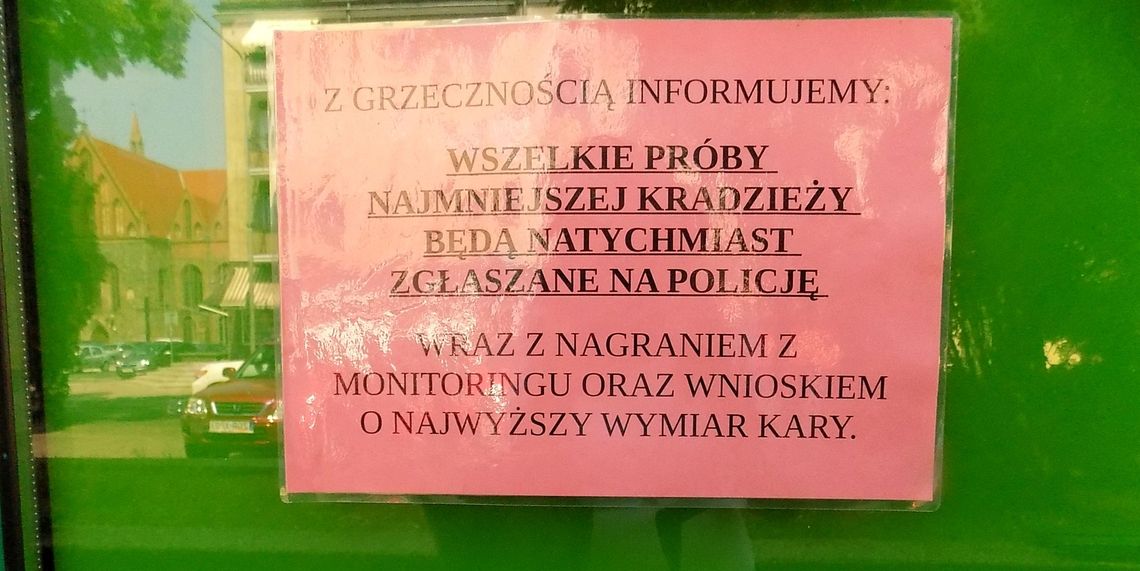 Z GRZECZNOŚCIĄ INFORMUJEMY:
WSZELKIE PRÓBY
NAJMNIEJSZEJ KRADZIEŻY
BĘDĄ NATYCHMIAST
ZGŁASZANE NA POLICJĘ
WRAZ Z NAGRANIEM Z
MONITORINGU ORAZ WNIOSKIEM
O NAJWYŻSZY WYMIAR KARY.